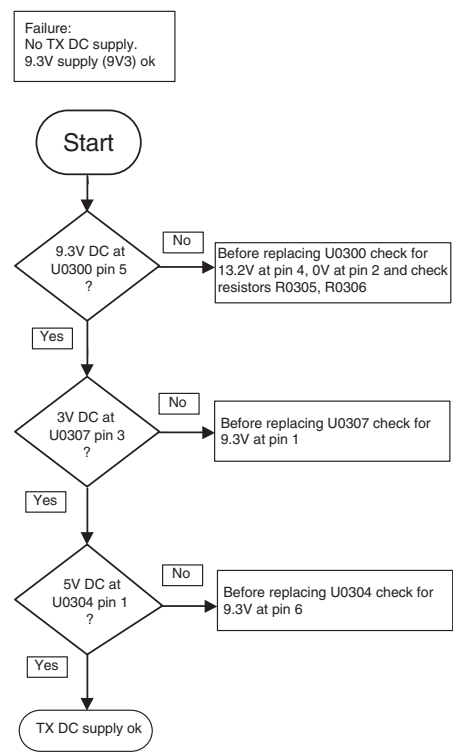 Failure:
No TX DC supply.
9.3V supply (9V3) ok
Start
9.3V DC at
U0300 pin 5
?
No
Before replacing U0300 check for
13.2V at pin 4, 0V at pin 2 and check
resistors R0305, R0306
Yes
3V DC at
U0307 pin 3
?
No
Before replacing U0307 check for
9.3V at pin 1
Yes
5V DC at
U0304 pin 1
?
No
Before replacing U0304 check for
9.3V at pin 6
Yes
TX DC supply ok